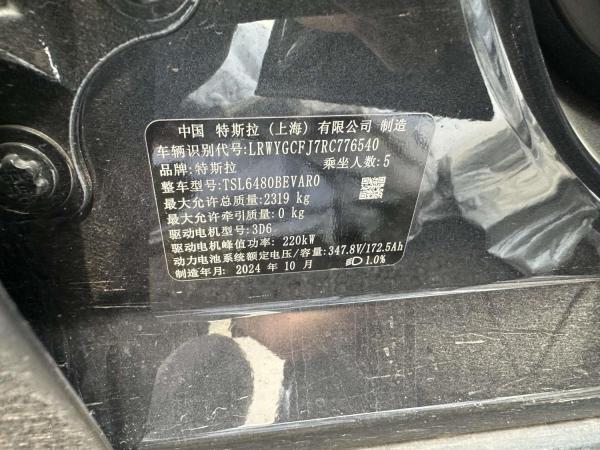 中国 特斯拉 (上海) 有限公司 制造
车辆识别代号:LRWYGCFJ7RC776540
品牌:特斯拉 乘坐人数:5
整车型号:TSL6480BEVAR0
最大允许总质量:2319 kg
最大允许牵引质量:0 kg
驱动电机型号:3D6
驱动电机峰值功率: 220kW
动力电池系统额定电压/容量:347.8V/172.5Ah
制造年月: 2024 年 10 月 1.0%